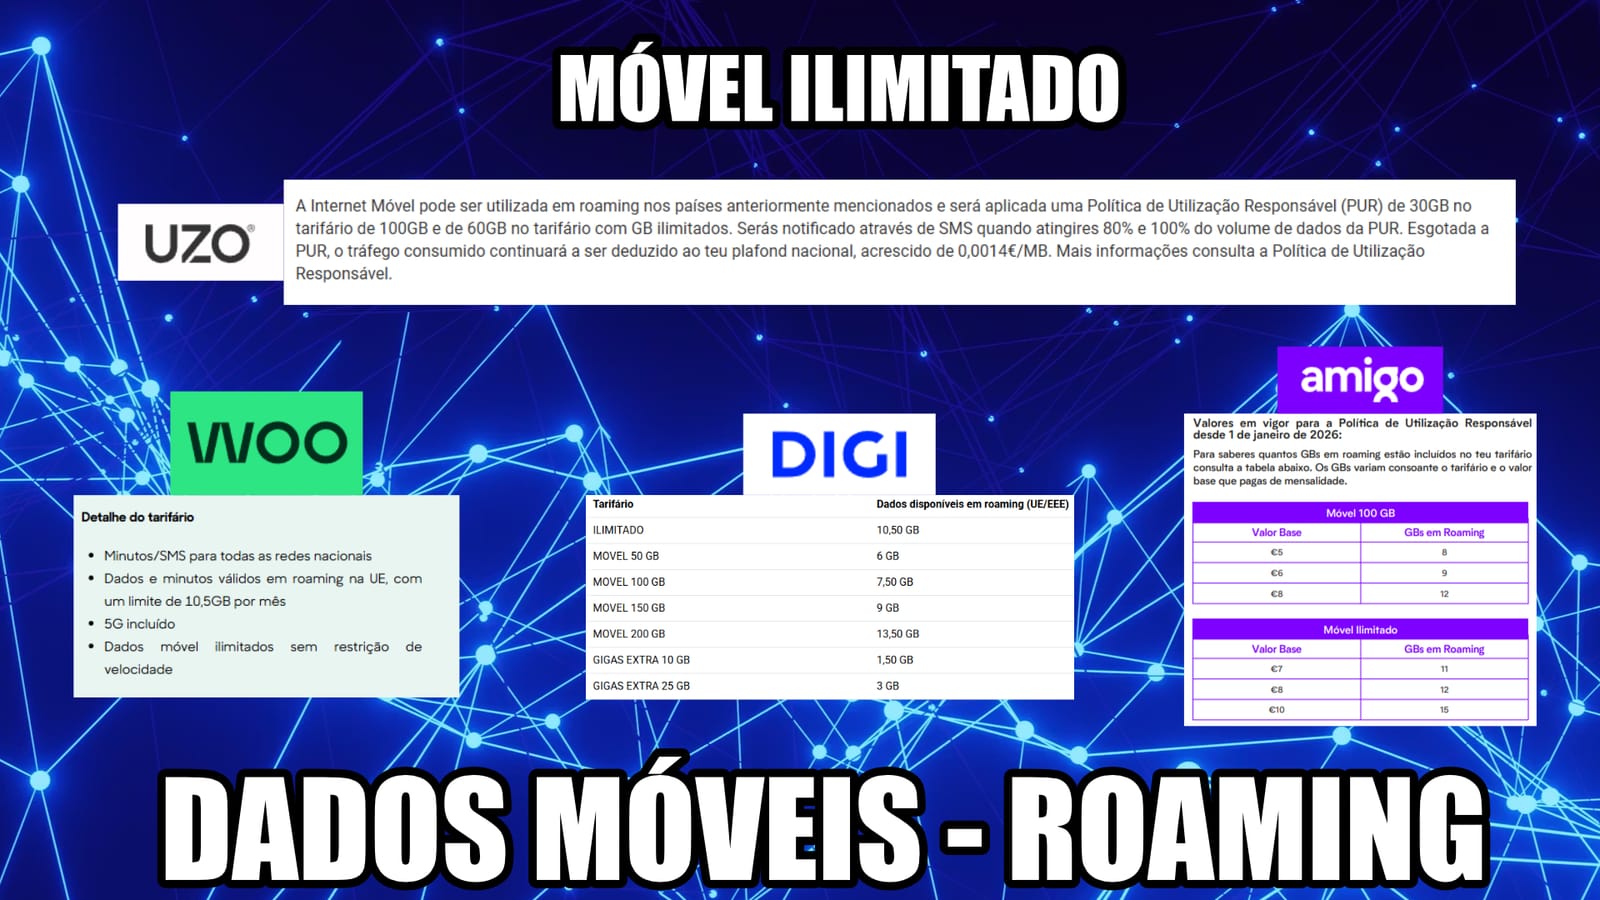 MÓVEL ILIMITADO
UZO®
A Internet Móvel pode ser utilizada em roaming nos países anteriormente mencionados e será aplicada uma Política de Utilização Responsável (PUR) de 30GB no
tarifário de 100GB e de 60GB no tarifário com GB ilimitados. Serás notificado através de SMS quando atingires 80% e 100% do volume de dados da PUR. Esgotada a
PUR, o tráfego consumido continuará a ser deduzido ao teu plafond nacional, acrescido de 0,0014€/MB. Mais informações consulta a Política de Utilização
Responsável.
WOO
Detalhe do tarifário
• Minutos/SMS para todas as redes nacionais
• Dados e minutos válidos em roaming na UE, com
um limite de 10,5GB por mês
• 5G incluído
• Dados móvel ilimitados sem restrição de
velocidade
DIGI
Tarifário Dados disponíveis em roaming (UE/EEE)
ILIMITADO 10,50 GB
MOVEL 50 GB 6 GB
MOVEL 100 GB 7,50 GB
MOVEL 150 GB 9 GB
MOVEL 200 GB 13,50 GB
GIGAS EXTRA 10 GB 1,50 GB
GIGAS EXTRA 25 GB 3 GB
amigo
Valores em vigor para a Política de Utilização Responsável
desde 1 de janeiro de 2026:
Para saberes quantos GBs em roaming estão incluídos no teu tarifário
consulta a tabela abaixo. Os GBs variam consoante o tarifário e o valor
base que pagas de mensalidade.
Móvel 100 GB
Valor Base GBs em Roaming
€5 8
€6 9
€8 12
Móvel Ilimitado
Valor Base GBs em Roaming
€7 11
€8 12
€10 15
DADOS MÓVEIS - ROAMING